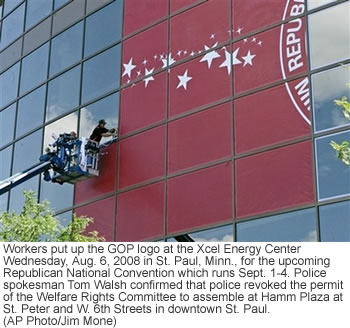 REPUB
Workers put up the GOP logo at the Xcel Energy Center
Wednesday, Aug. 6, 2008 in St. Paul, Minn., for the upcoming
Republican National Convention which runs Sept. 1-4. Police
spokesman Tom Walsh confirmed that police revoked the permit
of the Welfare Rights Committee to assemble at Hamm Plaza at
St. Peter and W. 6th Streets in downtown St. Paul.
(AP Photo/Jim Mone)